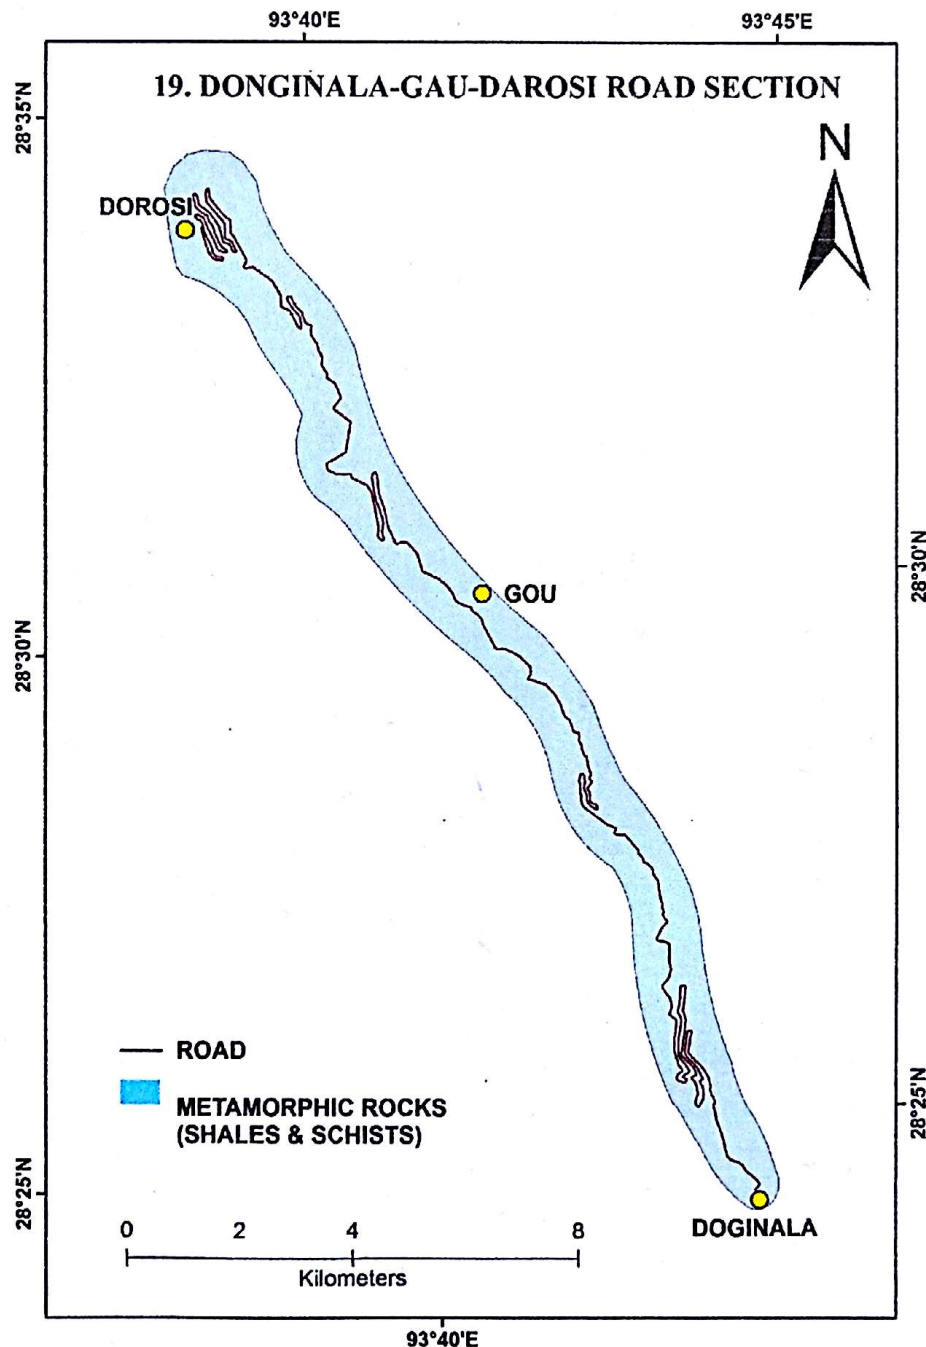 93°40'E
93°45'E
19. DONGINALA-GAU-DAROSI ROAD SECTION
28°35'N
N
DOROSI
28°30'N
GOU
28°30'N
ROAD
METAMORPHIC ROCKS
(SHALES & SCHISTS)
28°25'N
28°25'N
0 2 4 8
Kilometers
DOGINALA
93°40'E